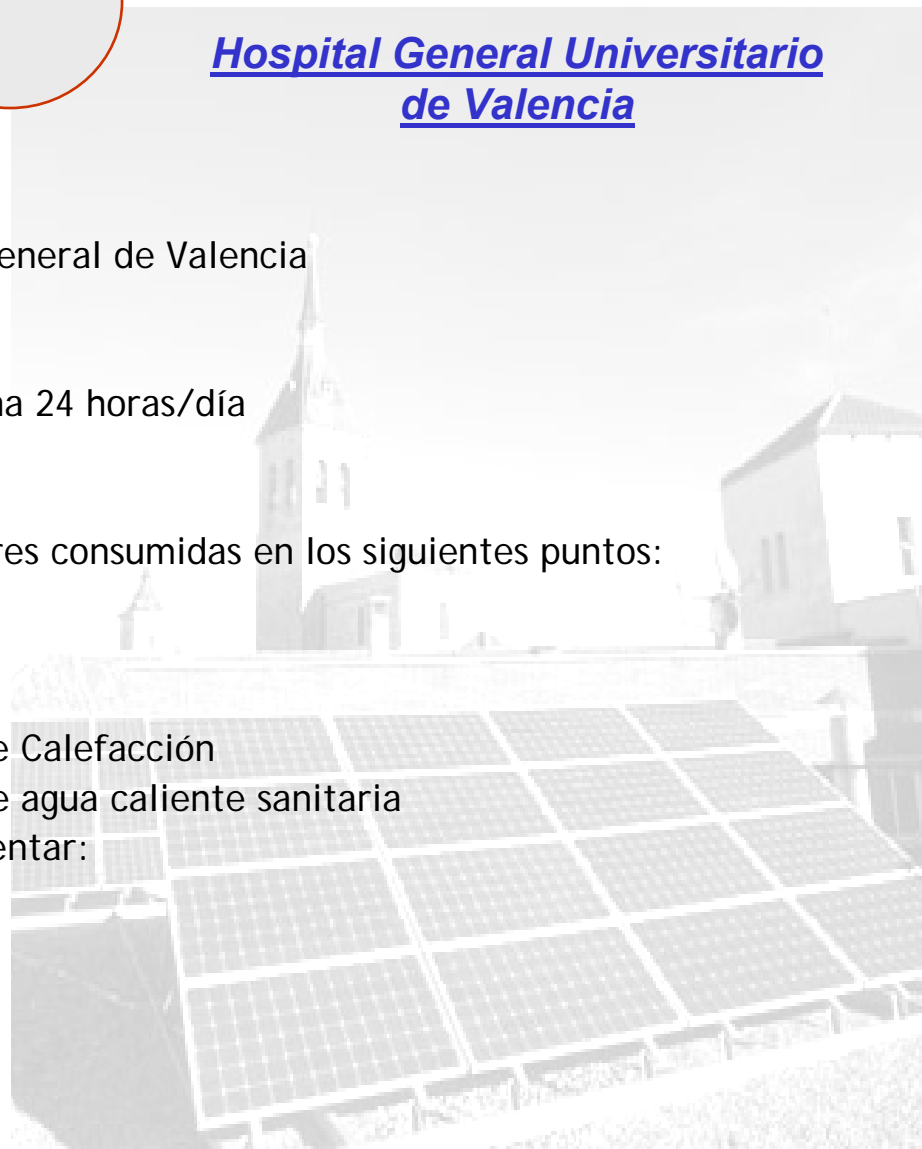 Hospital General Universitario
de Valencia
eneral de Valencia
a 24 horas/día
res consumidas en los siguientes puntos:
e Calefacción
e agua caliente sanitaria
entar: